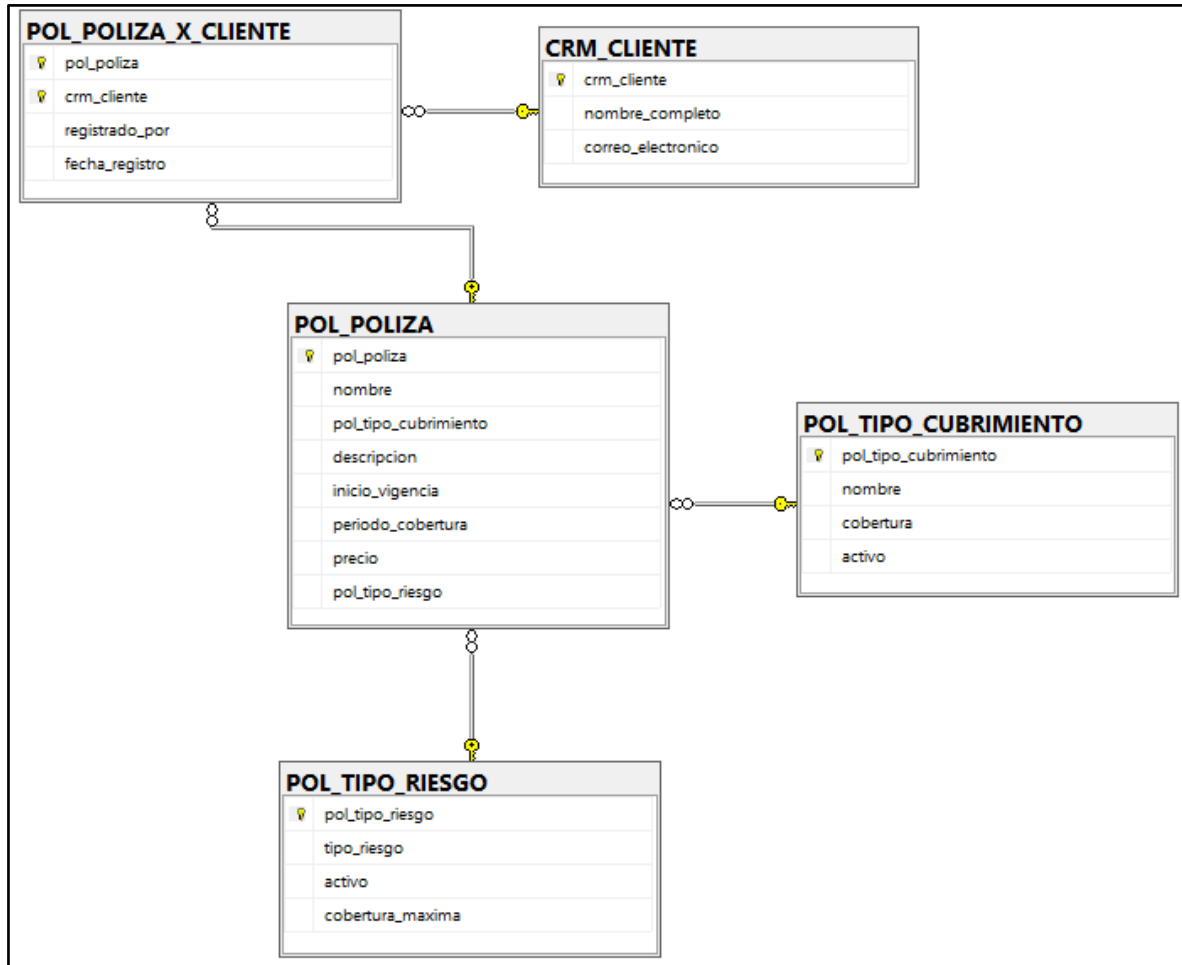 POL_POLIZA_X_CLIENTE
pol_poliza
crm_cliente
registrado_por
fecha_registro
CRM_CLIENTE
crm_cliente
nombre_completo
correo_electronico
POL_POLIZA
pol_poliza
nombre
pol_tipo_cubrimiento
descripcion
inicio_vigencia
periodo_cobertura
precio
pol_tipo_riesgo
POL_TIPO_CUBRIMIENTO
pol_tipo_cubrimiento
nombre
cobertura
activo
POL_TIPO_RIESGO
pol_tipo_riesgo
tipo_riesgo
activo
cobertura_maxima